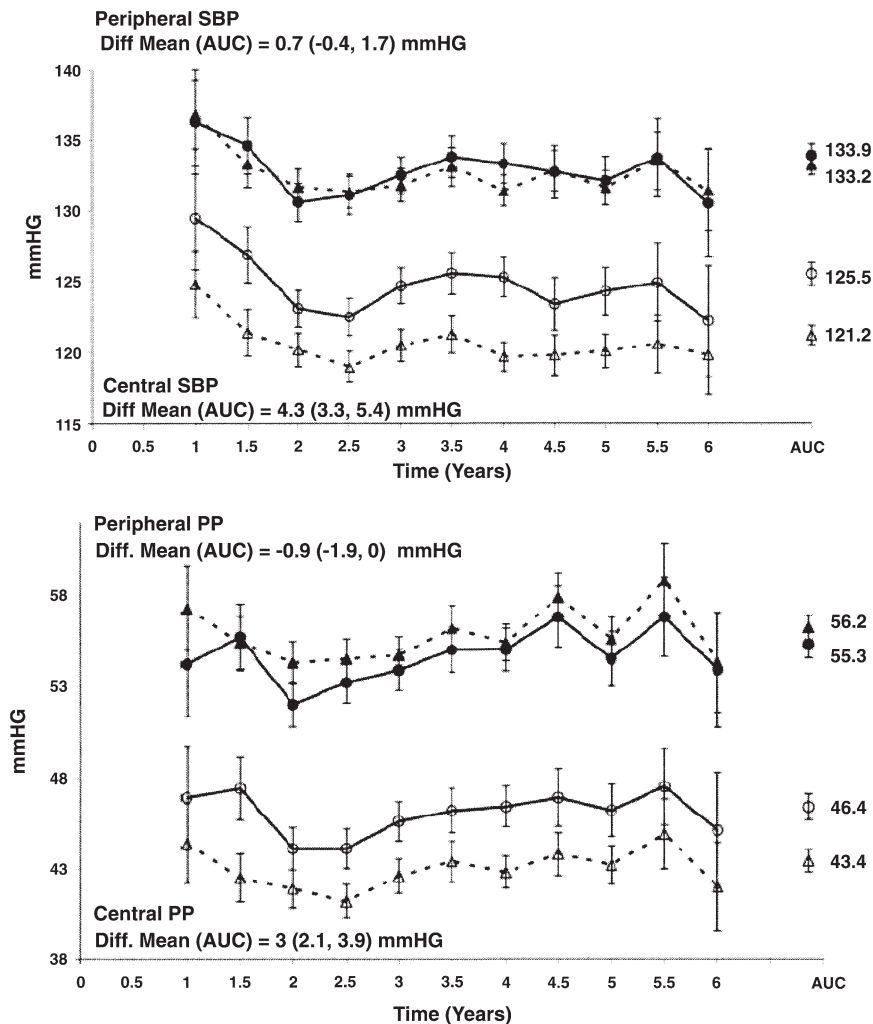 Peripheral SBP
Diff Mean (AUC) = 0.7 (-0.4, 1.7) mmHG
140
135
130
125
120
115
mmHG
133.9
133.2
125.5
121.2
Central SBP
Diff Mean (AUC) = 4.3 (3.3, 5.4) mmHG
0 0.5 1 1.5 2 2.5 3 3.5 4 4.5 5 5.5 6 AUC
Time (Years)
Peripheral PP
Diff. Mean (AUC) = -0.9 (-1.9, 0) mmHG
58
53
48
43
38
mmHG
56.2
55.3
46.4
43.4
Central PP
Diff. Mean (AUC) = 3 (2.1, 3.9) mmHG
0 0.5 1 1.5 2 2.5 3 3.5 4 4.5 5 5.5 6 AUC
Time (Years)